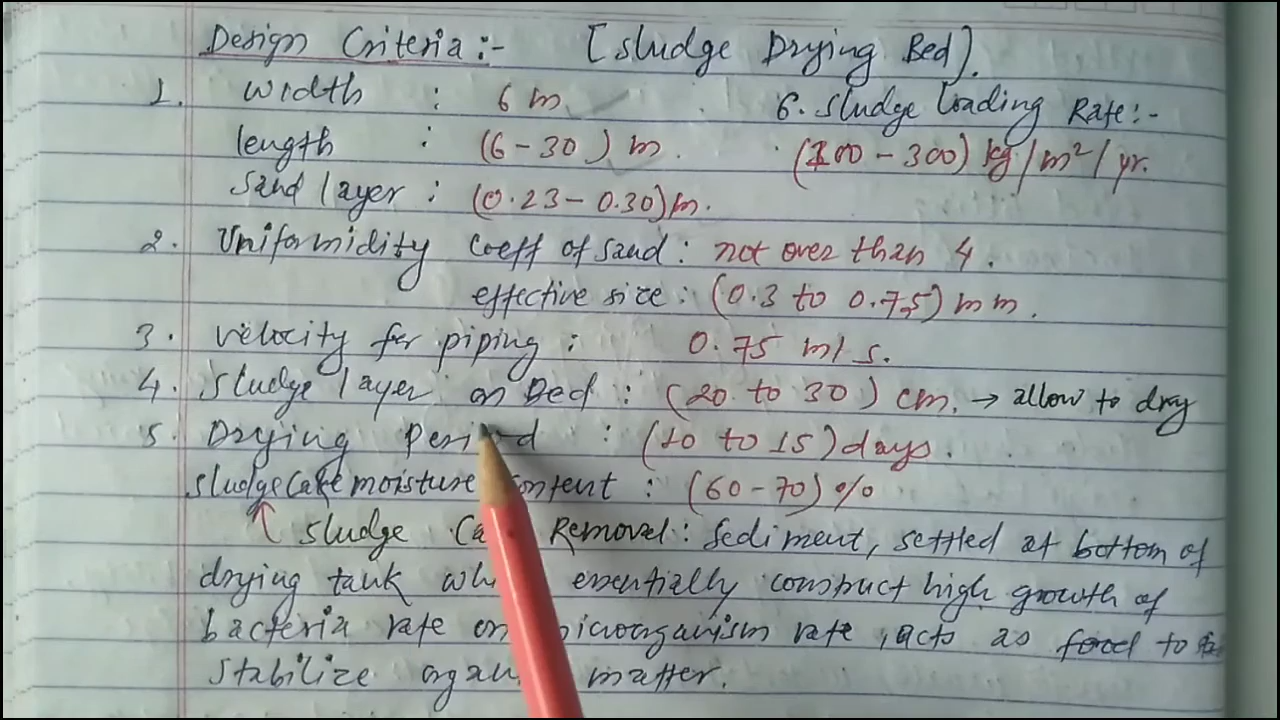 Design Criteria :- [Sludge Drying Bed].
1. Width : 6 m
6. Sludge Loading Rate :-
length : (6-30) m.
(100 - 300) kg/m²/yr.
Sand layer : (0.23 - 0.30) m.
2. Uniformidity Coeff of Sand : not over than 4.
effective size : (0.3 to 0.75) mm.
3. Velocity for piping : 0.75 m/s.
4. Sludge layer on Bed : (20 to 30) cm. → allow to dry
5. Drying Period : (10 to 15) days.
Sludge Cake moisture Content : (60-70) %
↑ Sludge Removal : Sediment, settled at bottom of
drying tank essentially construct high growth of
bacteria rate microorganism rate, acts as food to
stabilize matter.